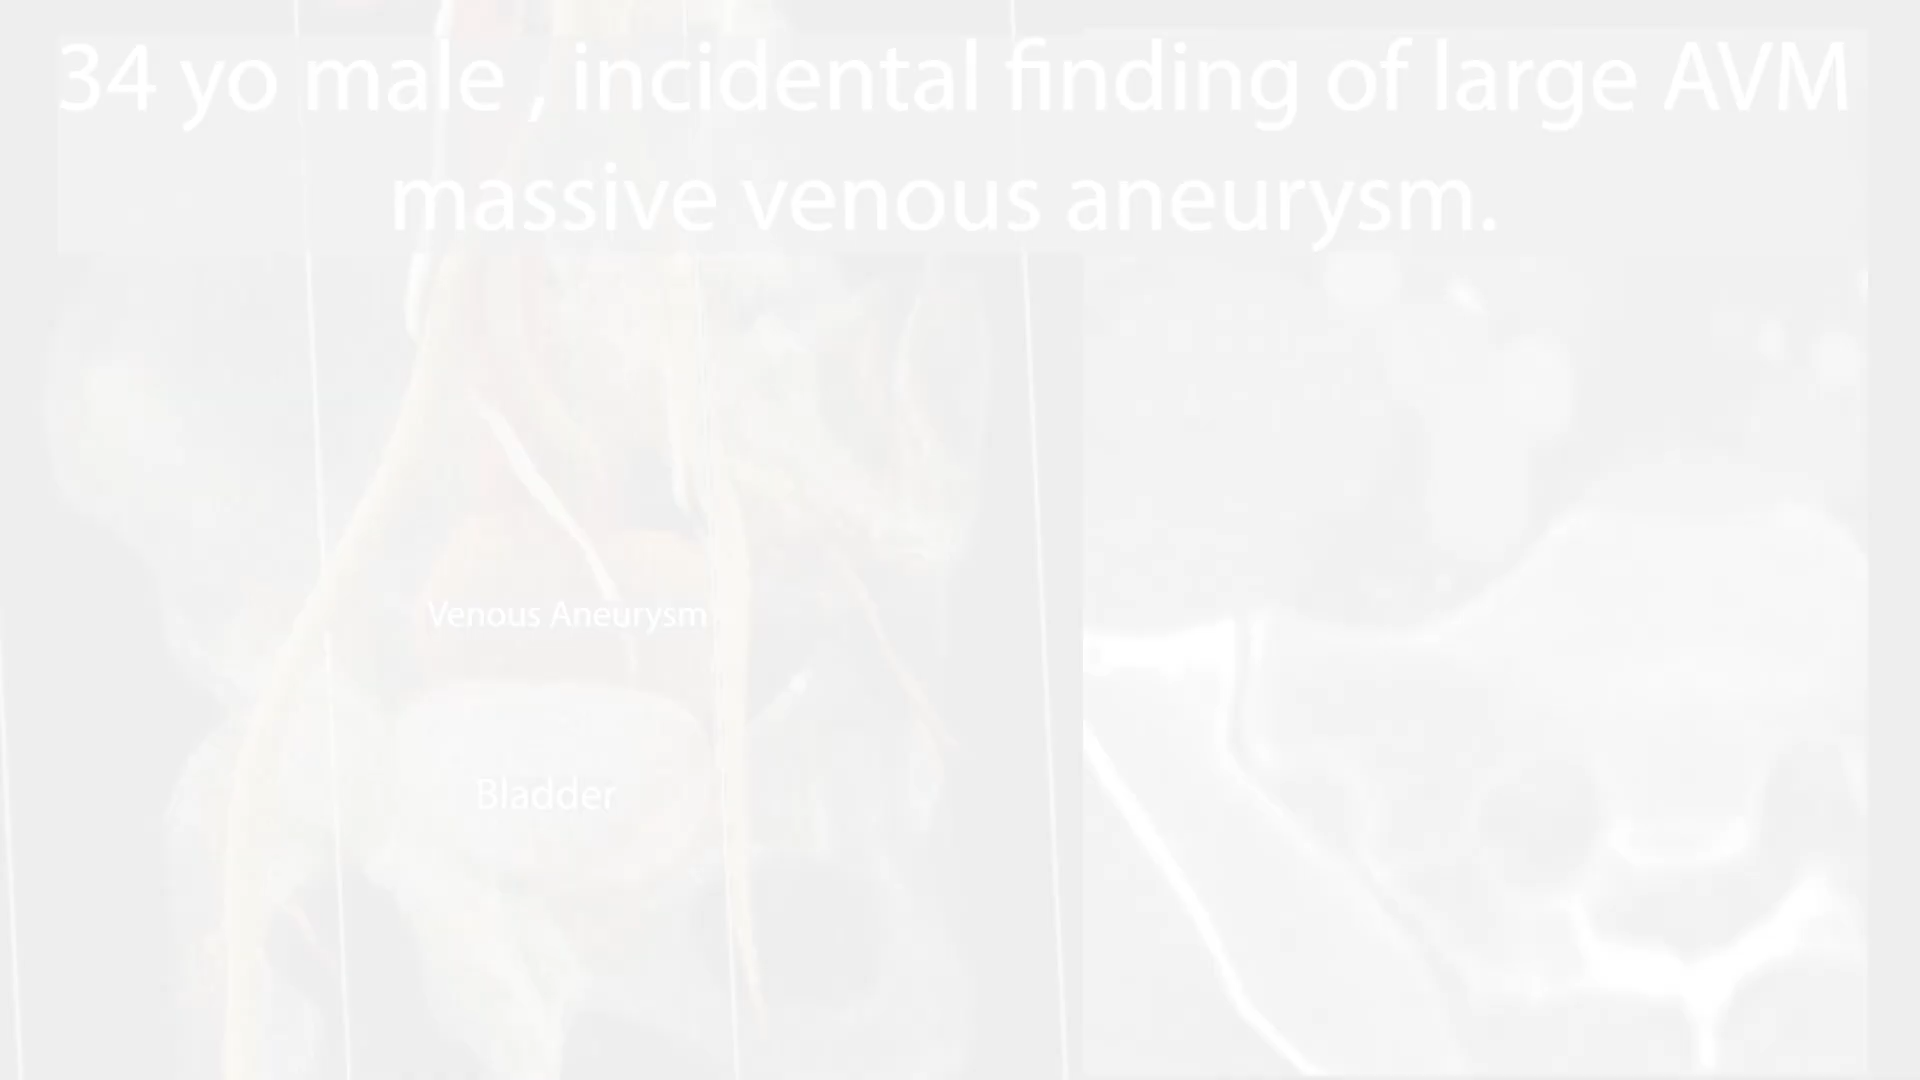 34 yo male , incidental finding of large AVM
massive venous aneurysm.
Venous Aneurysm
Bladder